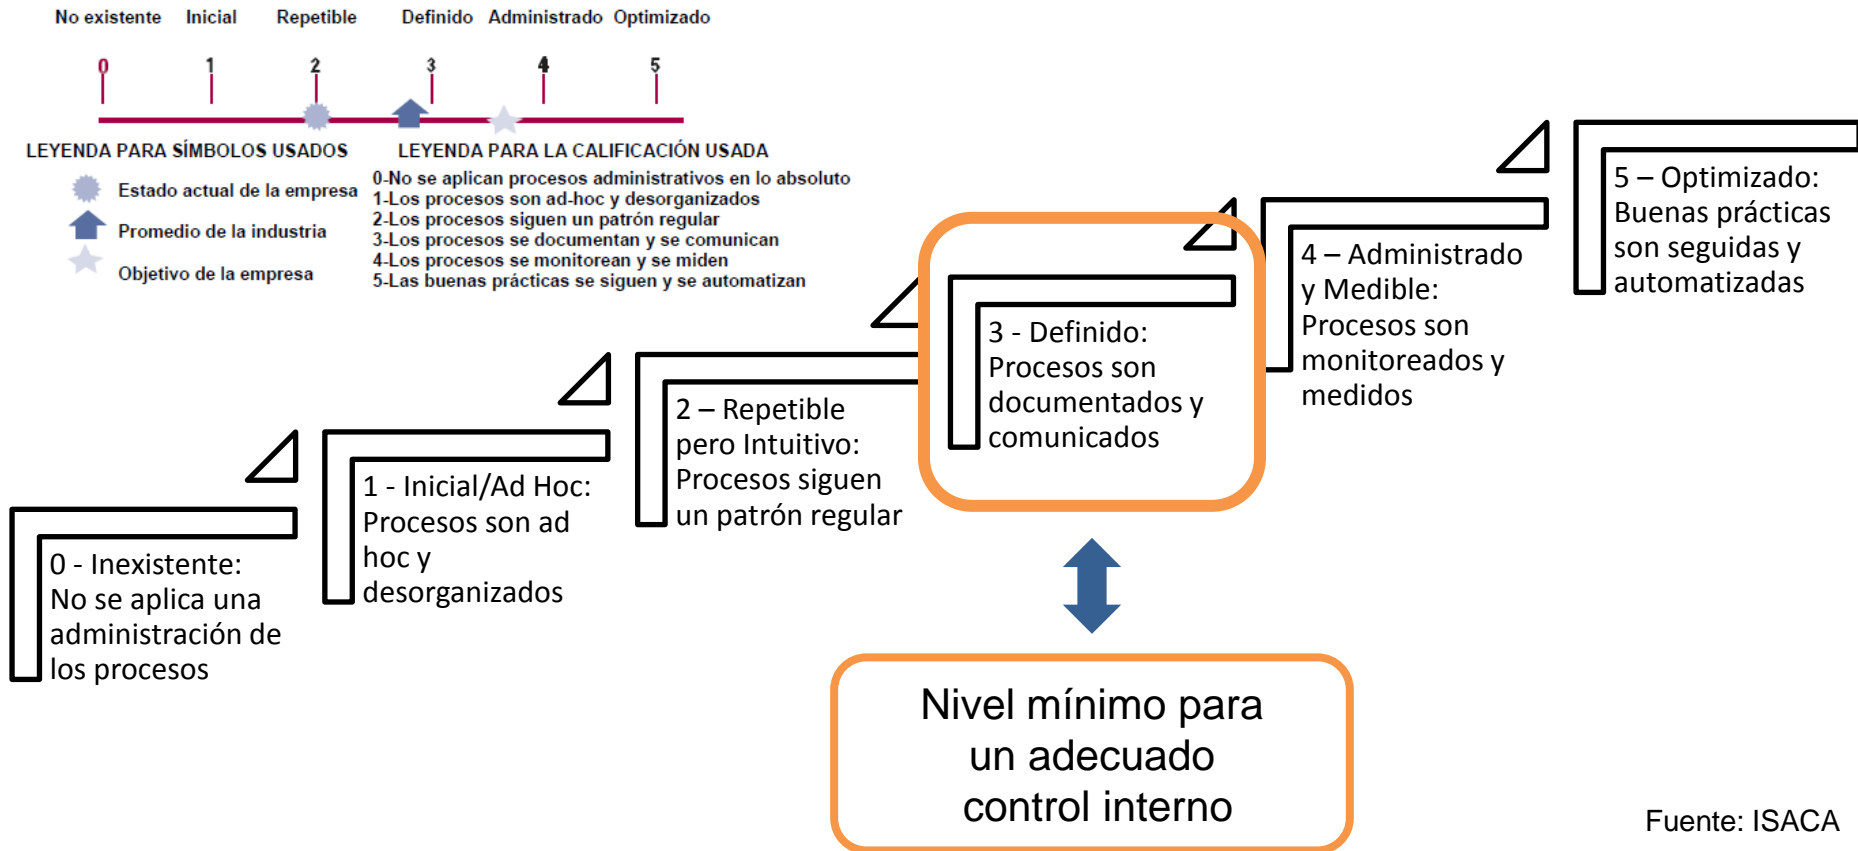 No existente Inicial Repetible Definido Administrado Optimizado
0 1 2 3 4 5
LEYENDA PARA SÍMBOLOS USADOS
Estado actual de la empresa
Promedio de la industria
Objetivo de la empresa
LEYENDA PARA LA CALIFICACIÓN USADA
0-No se aplican procesos administrativos en lo absoluto
1-Los procesos son ad-hoc y desorganizados
2-Los procesos siguen un patrón regular
3-Los procesos se documentan y se comunican
4-Los procesos se monitorean y se miden
5-Las buenas prácticas se siguen y se automatizan
0 - Inexistente:
No se aplica una
administración de
los procesos
1 - Inicial/Ad Hoc:
Procesos son ad
hoc y
desorganizados
2 – Repetible
pero Intuitivo:
Procesos siguen
un patrón regular
3 - Definido:
Procesos son
documentados y
comunicados
4 – Administrado
y Medible:
Procesos son
monitoreados y
medidos
5 – Optimizado:
Buenas prácticas
son seguidas y
automatizadas
Nivel mínimo para
un adecuado
control interno
Fuente: ISACA